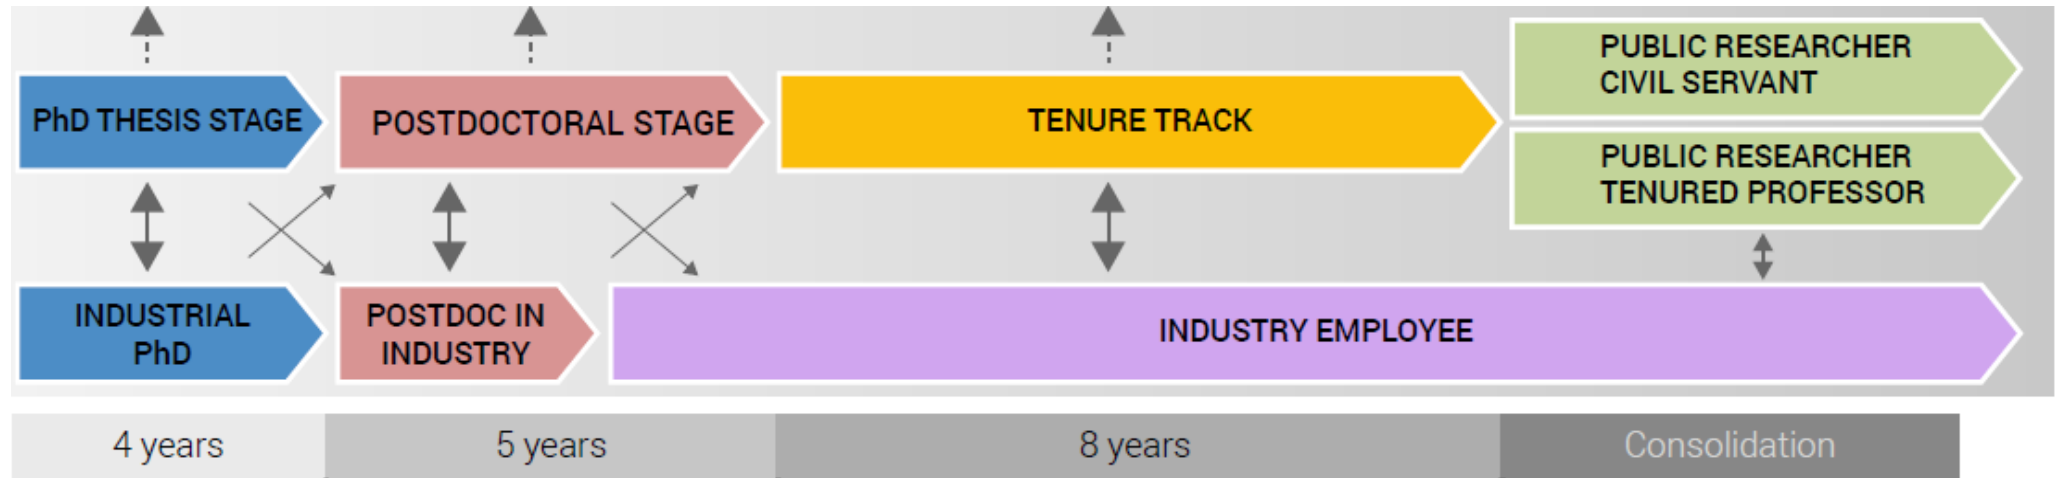 PhD THESIS STAGE
POSTDOCTORAL STAGE
TENURE TRACK
PUBLIC RESEARCHER
CIVIL SERVANT
PUBLIC RESEARCHER
TENURED PROFESSOR
INDUSTRIAL
PhD
POSTDOC IN
INDUSTRY
INDUSTRY EMPLOYEE
4 years
5 years
8 years
Consolidation